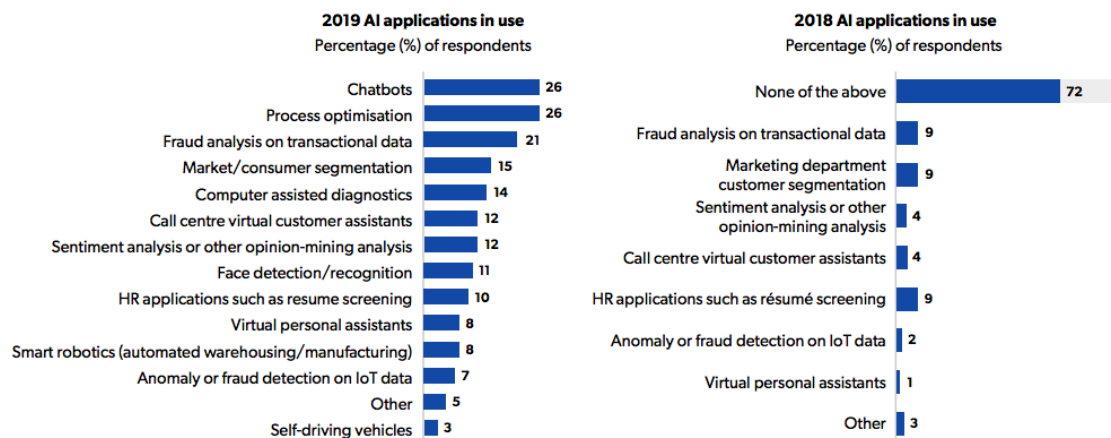 2019 AI applications in use
Percentage (%) of respondents
Chatbots 26
Process optimisation 26
Fraud analysis on transactional data 21
Market/consumer segmentation 15
Computer assisted diagnostics 14
Call centre virtual customer assistants 12
Sentiment analysis or other opinion-mining analysis 12
Face detection/recognition 11
HR applications such as resume screening 10
Virtual personal assistants 8
Smart robotics (automated warehousing/manufacturing) 8
Anomaly or fraud detection on IoT data 7
Other 5
Self-driving vehicles 3
2018 AI applications in use
Percentage (%) of respondents
None of the above 72
Fraud analysis on transactional data 9
Marketing department
customer segmentation 9
Sentiment analysis or other
opinion-mining analysis 4
Call centre virtual customer assistants 4
HR applications such as résumé screening 9
Anomaly or fraud detection on IoT data 2
Virtual personal assistants 1
Other 3